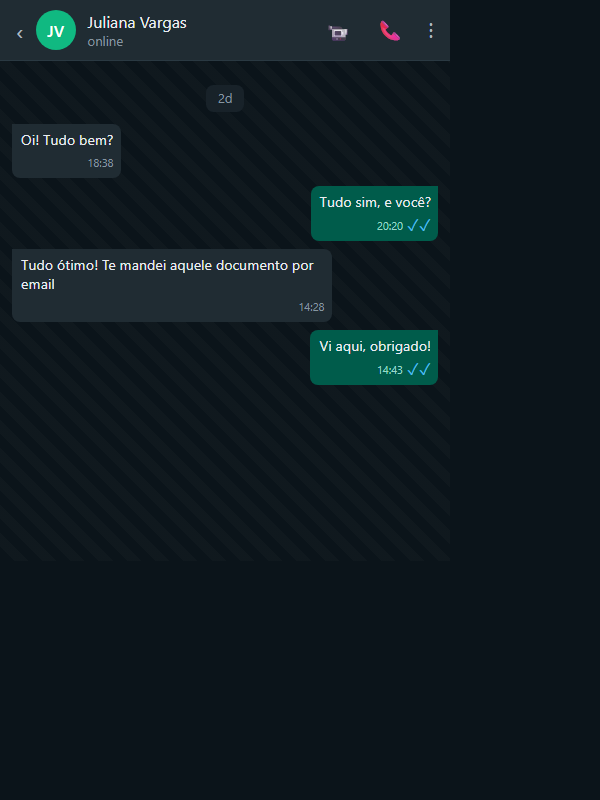 JV
Juliana Vargas
online
2d
Oi! Tudo bem?
18:38
Tudo sim, e você?
20:20
Tudo ótimo! Te mandei aquele documento por
email
14:28
Vi aqui, obrigado!
14:43